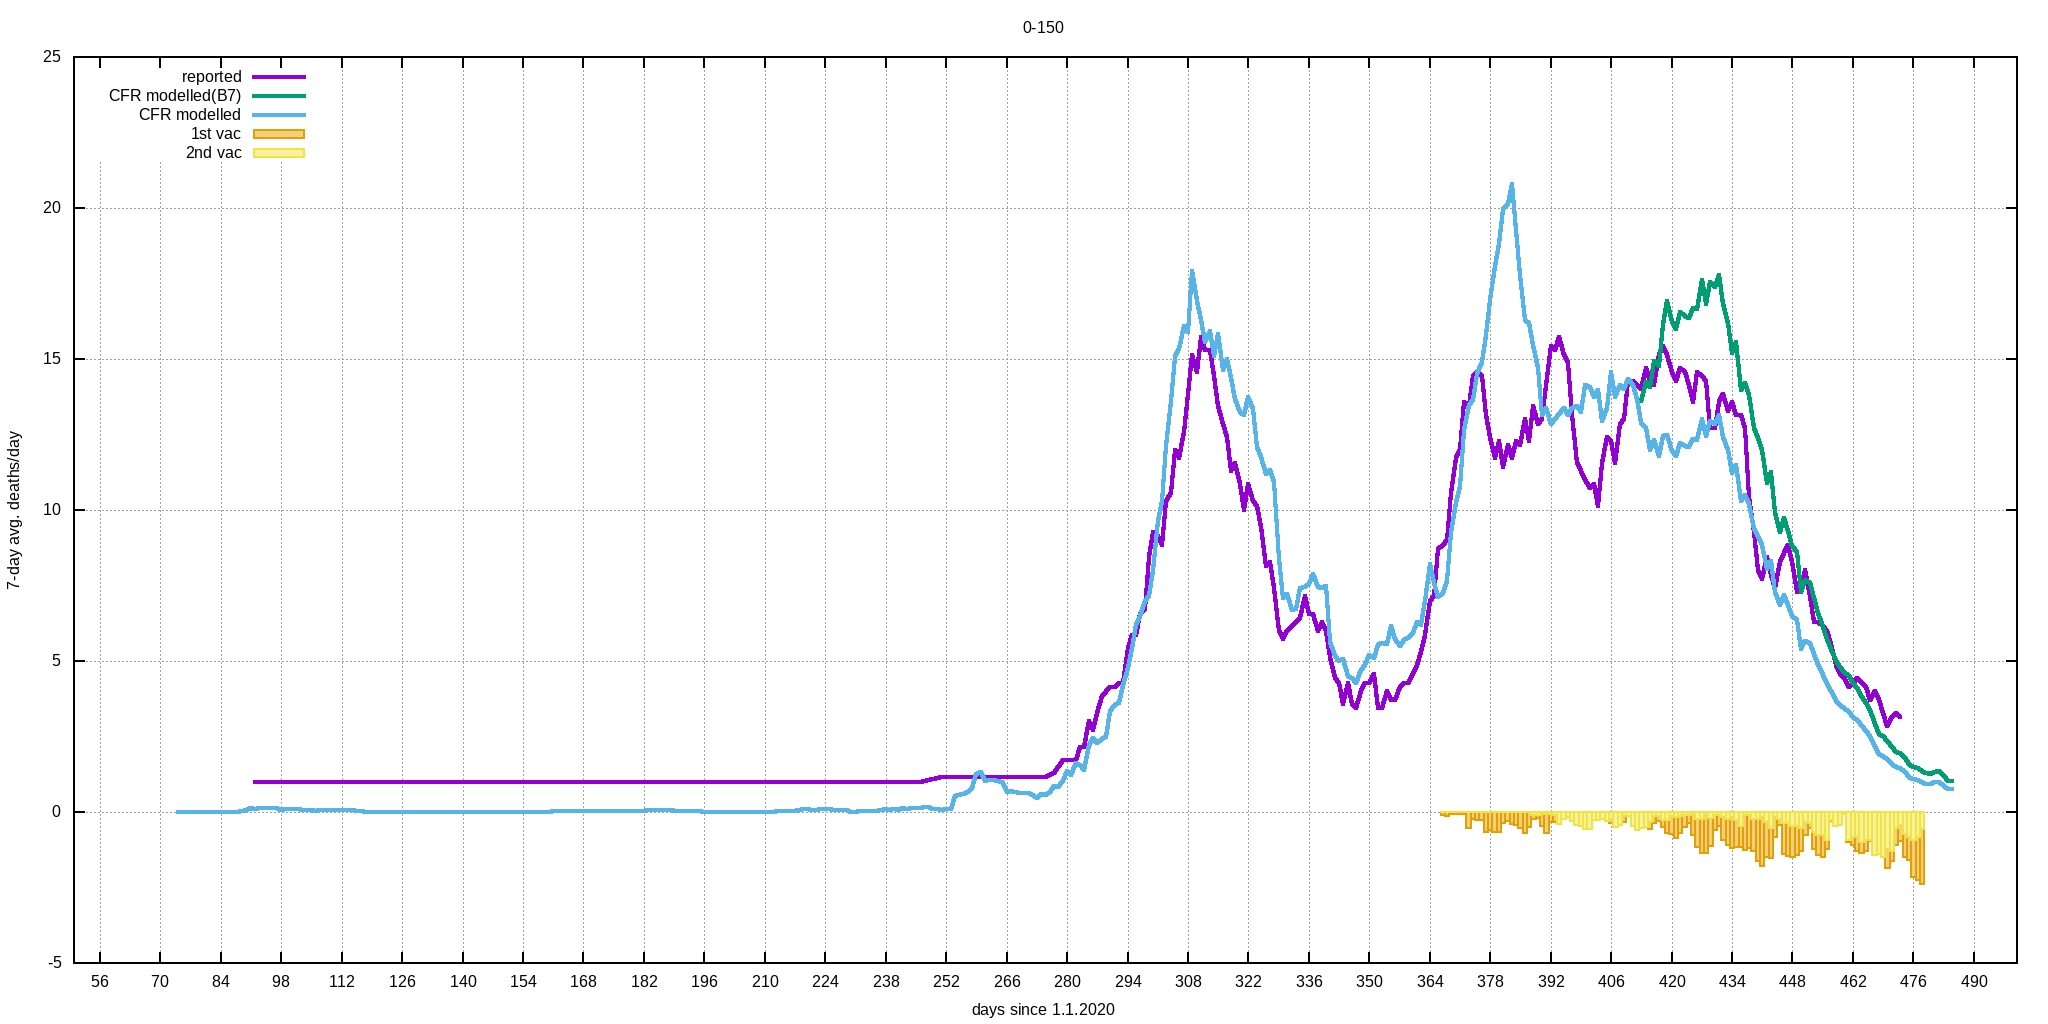 0-150
25
20
15
10
5
0
-5
reported
CFR modelled(B7)
CFR modelled
1st vac
2nd vac
7-day avg. deaths/day
56 70 84 98 112 126 140 154 168 182 196 210 224 238 252 266 280 294 308 322 336 350 364 378 392 406 420 434 448 462 476 490
days since 1.1.2020